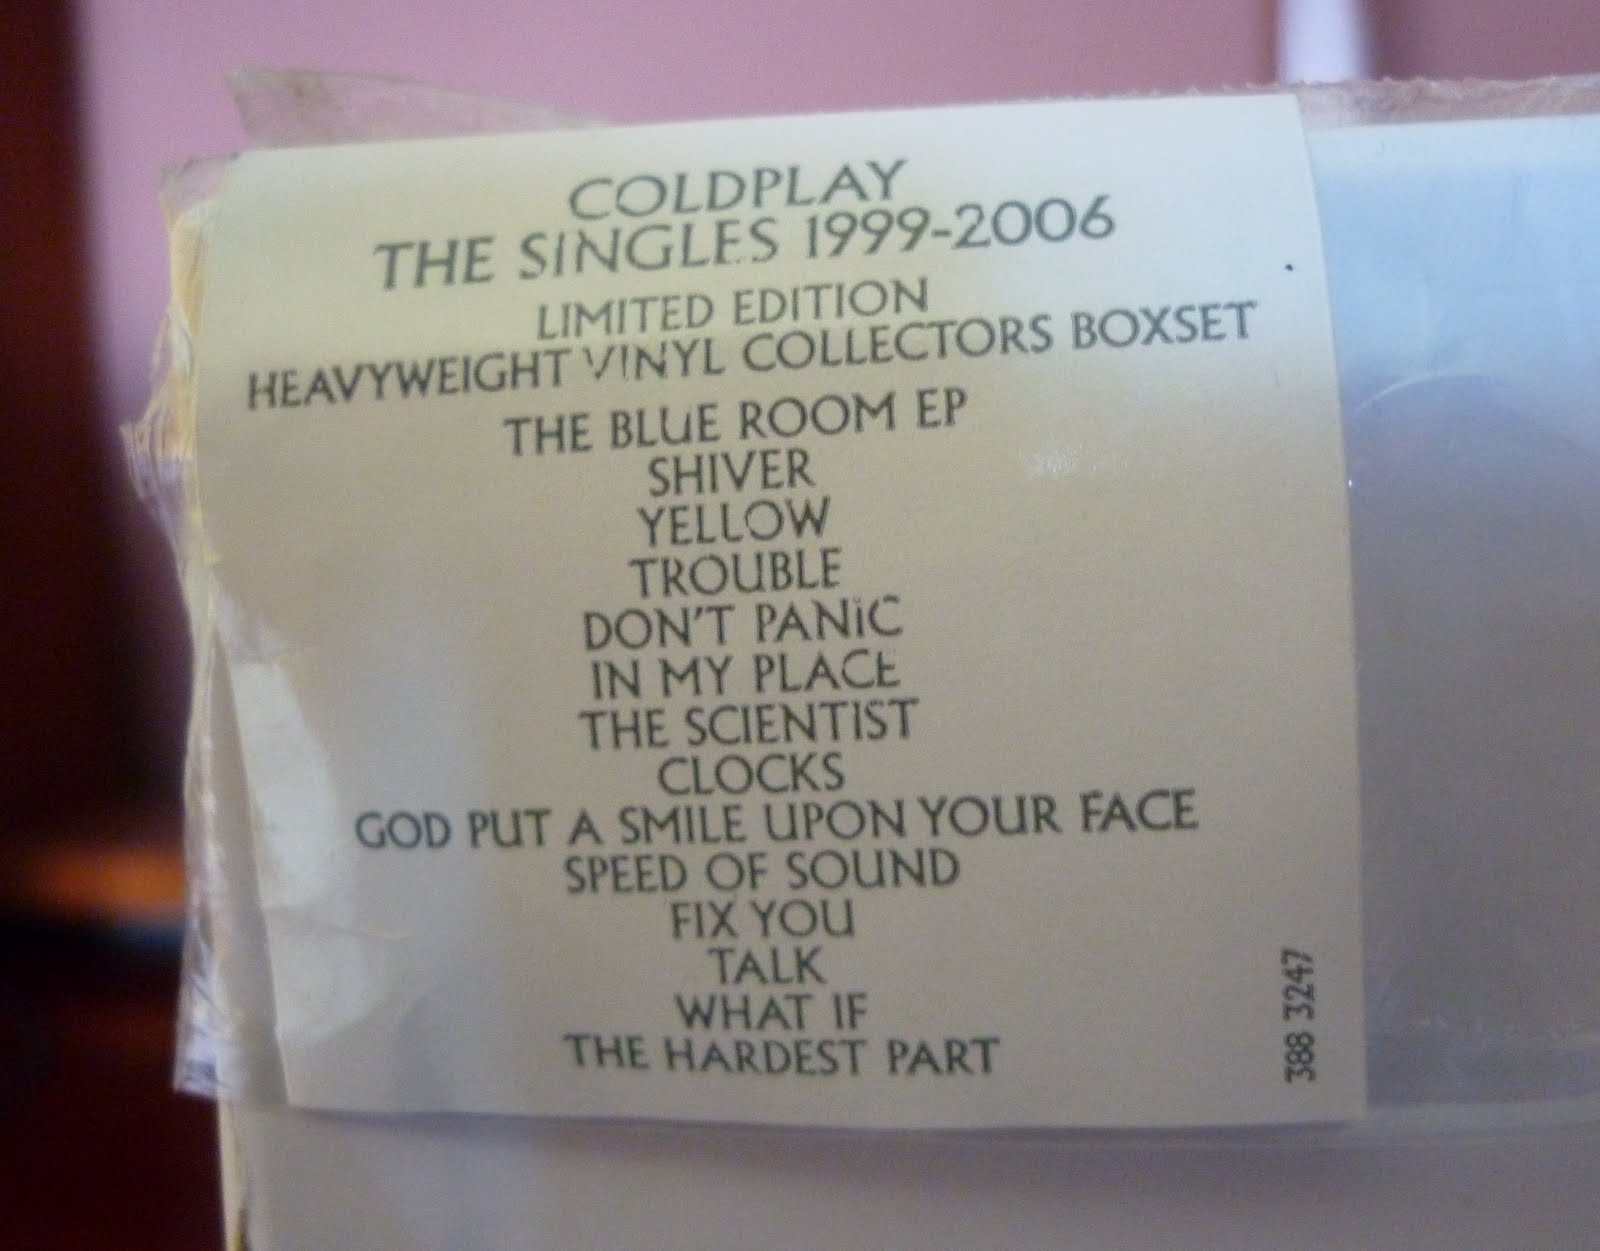 COLDPLAY
THE SINGLES 1999-2006
LIMITED EDITION
HEAVYWEIGHT VINYL COLLECTORS BOXSET
THE BLUE ROOM EP
SHIVER
YELLOW
TROUBLE
DON'T PANIC
IN MY PLACE
THE SCIENTIST
CLOCKS
GOD PUT A SMILE UPON YOUR FACE
SPEED OF SOUND
FIX YOU
TALK
WHAT IF
THE HARDEST PART
388 3247